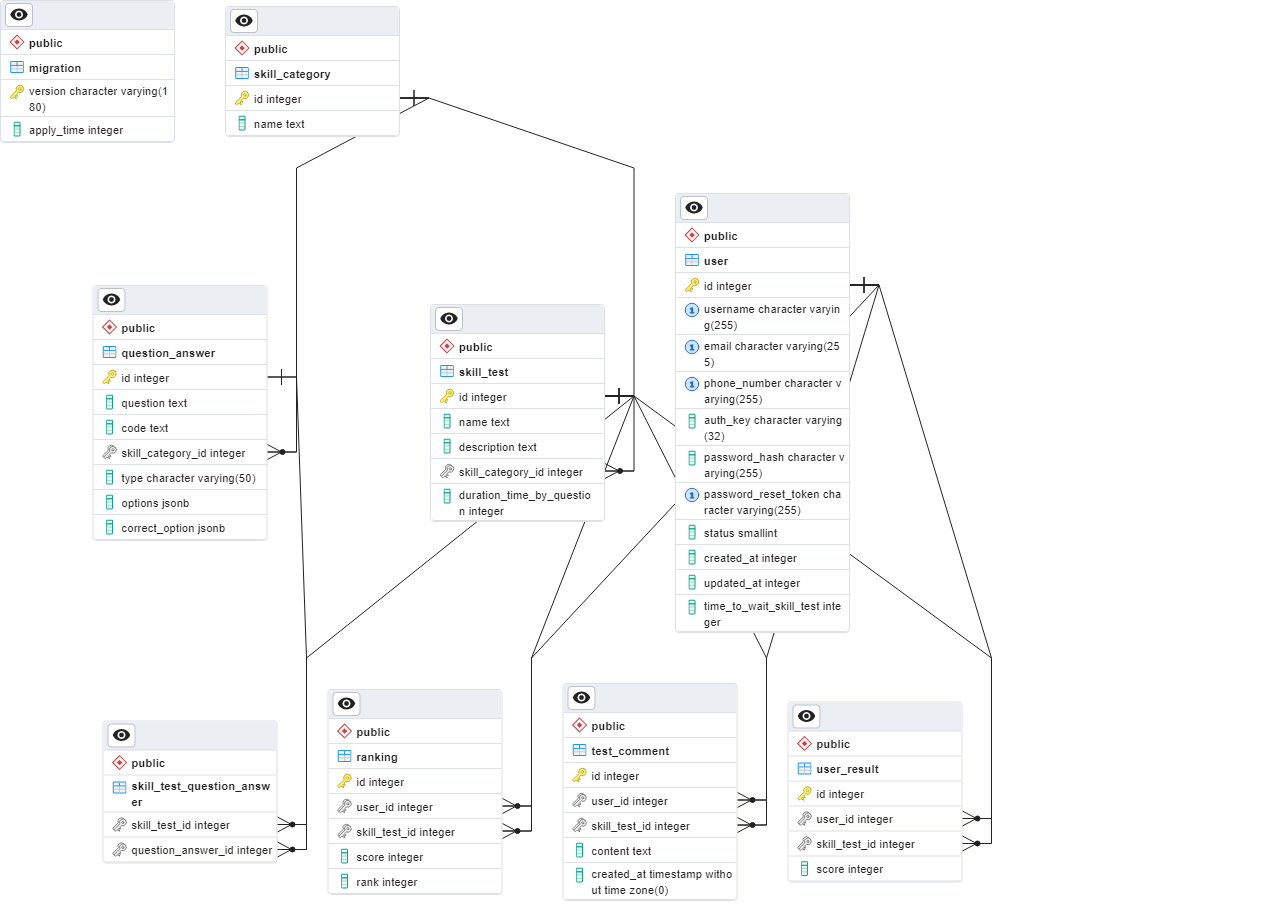 public
migration
version character varying(1
80)
apply_time integer
public
skill_category
id integer
name text
public
user
id integer
username character varyin
g(255)
email character varying(25
5)
phone_number character v
arying(255)
auth_key character varying
(32)
password_hash character v
arying(255)
password_reset_token cha
racter varying(255)
status smallint
created_at integer
updated_at integer
time_to_wait_skill_test inte
ger
public
question_answer
id integer
question text
code text
skill_category_id integer
type character varying(50)
options jsonb
correct_option jsonb
public
skill_test
id integer
name text
description text
skill_category_id integer
duration_time_by_questio
n integer
public
skill_test_question_answ
er
skill_test_id integer
question_answer_id integer
public
ranking
id integer
user_id integer
skill_test_id integer
score integer
rank integer
public
test_comment
id integer
user_id integer
skill_test_id integer
content text
created_at timestamp witho
ut time zone(0)
public
user_result
id integer
user_id integer
skill_test_id integer
score integer